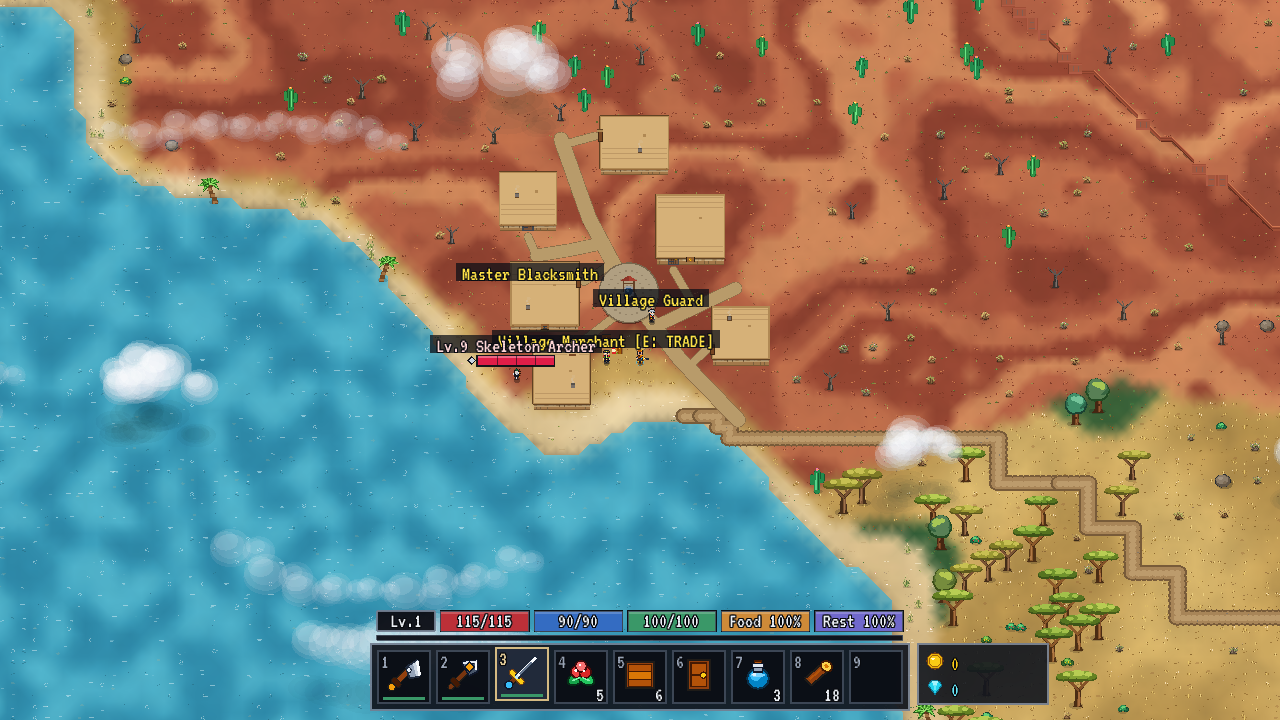 Master Blacksmith
Village Guard
Village Merchant [E: TRADE]
Lv.9 Skeleton Archer
Lv.1
115/115
90/90
100/100
Food 100%
Rest 100%
1
2
3
4
5
5
6
6
7
3
8
18
9
0
0